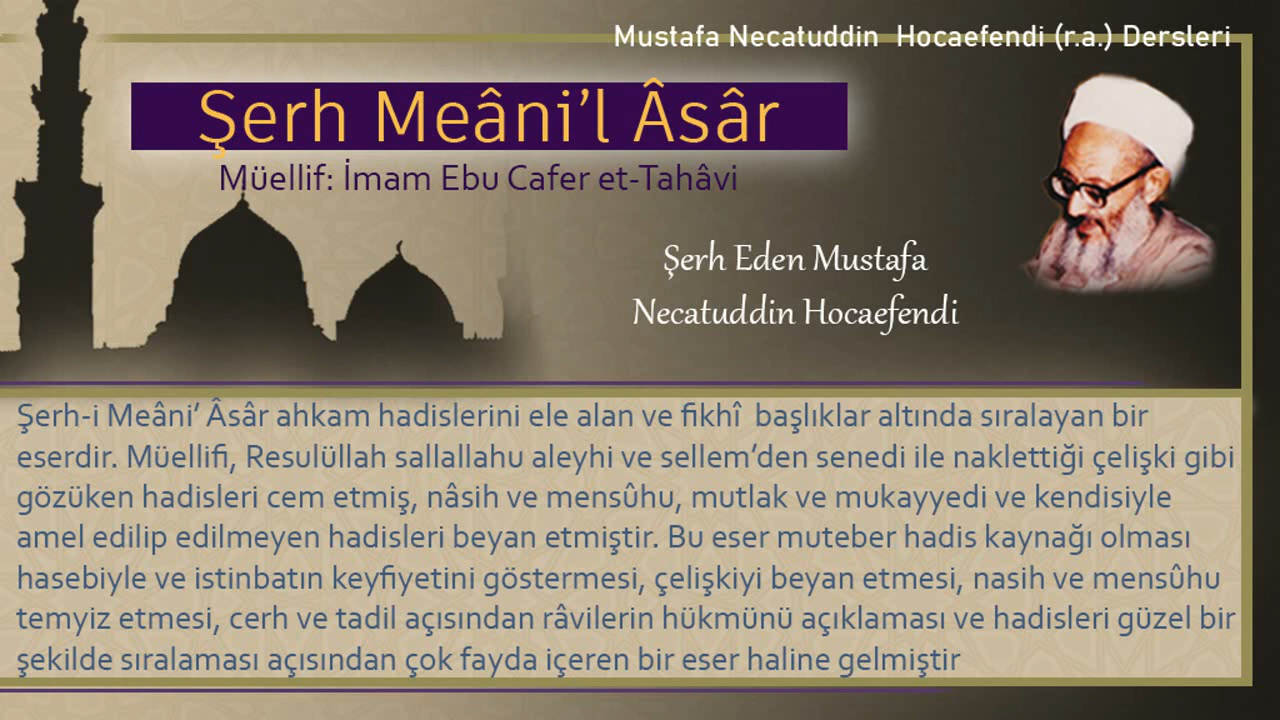 Mustafa Necatuddin Hocaefendi (r.a.) Dersleri
Şerh Meâni’l Âsâr
Müellif: İmam Ebu Cafer et-Tahâvi
Şerh Eden Mustafa
Necatuddin Hocaefendi
Şerh-i Meâni’ Âsâr ahkam hadislerini ele alan ve fikhî başlıklar altında sıralayan bir
eserdir. Müellifi, Resulüllah sallallahu aleyhi ve sellem’den senedi ile naklettiği çelişki gibi
gözüken hadisleri cem etmiş, nâsih ve mensûhu, mutlak ve mukayyedi ve kendisiyle
amel edilip edilmeyen hadisleri beyan etmiştir. Bu eser muteber hadis kaynağı olması
hasebiyle ve istinbatın keyfiyetini göstermesi, çelişkiyi beyan etmesi, nasih ve mensûhu
temyiz etmesi, cerh ve tadil açısından râvilerin hükmünü açıklaması ve hadisleri güzel bir
şekilde sıralaması açısından çok fayda içeren bir eser haline gelmiştir